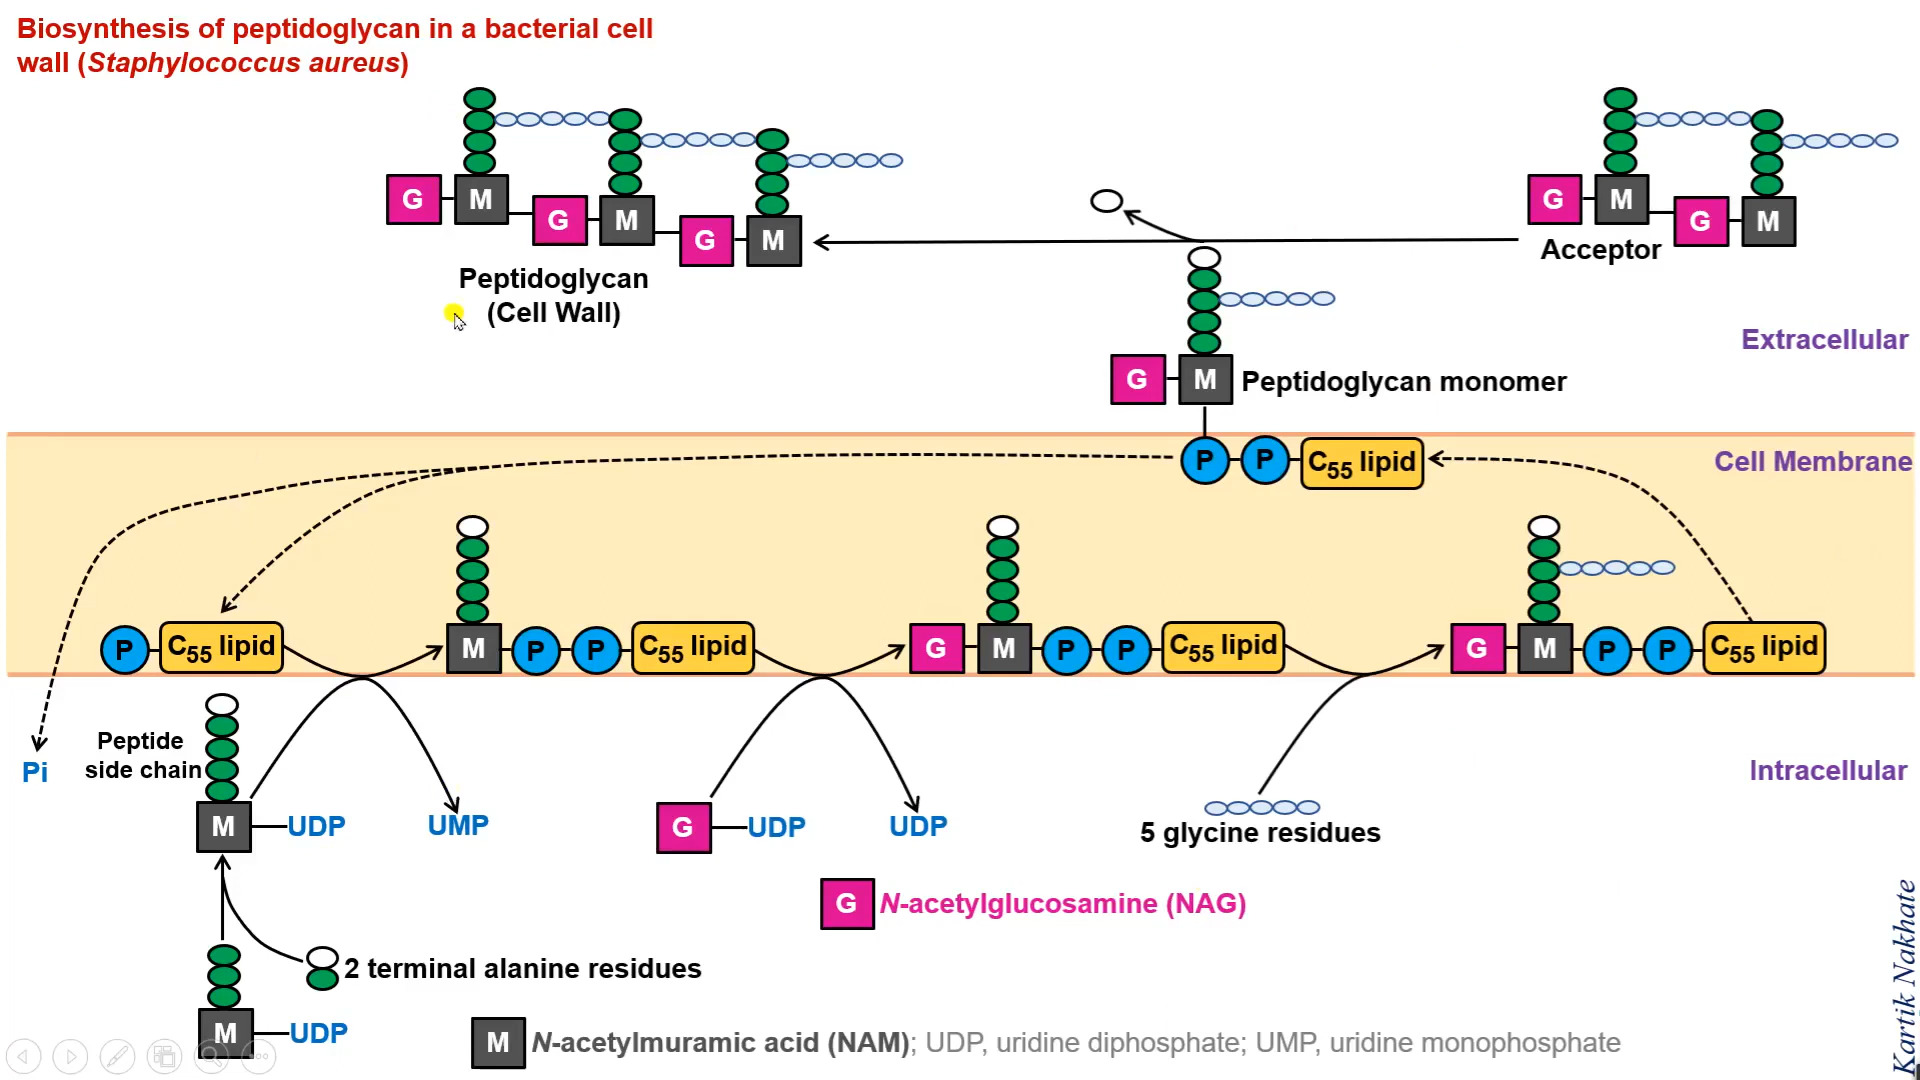 Biosynthesis of peptidoglycan in a bacterial cell
wall (Staphylococcus aureus)
G M G M G M
Peptidoglycan
(Cell Wall)
G M G M
Acceptor
Extracellular
G M Peptidoglycan monomer
P P C55 lipid
Cell Membrane
P C55 lipid
M P P C55 lipid
G M P P C55 lipid
G M P P C55 lipid
Pi
Peptide
side chain
M UDP
UMP
G UDP
UDP
5 glycine residues
Intracellular
G N-acetylglucosamine (NAG)
2 terminal alanine residues
M UDP
M N-acetylmuramic acid (NAM); UDP, uridine diphosphate; UMP, uridine monophosphate
Kartik Nakhate